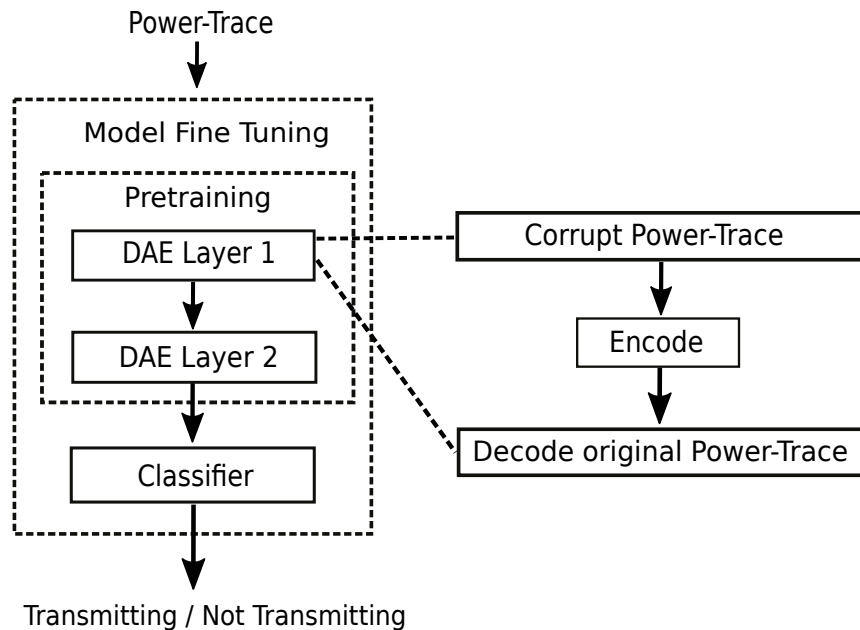 Power-Trace
Model Fine Tuning
Pretraining
DAE Layer 1
DAE Layer 2
Classifier
Transmitting / Not Transmitting
Corrupt Power-Trace
Encode
Decode original Power-Trace